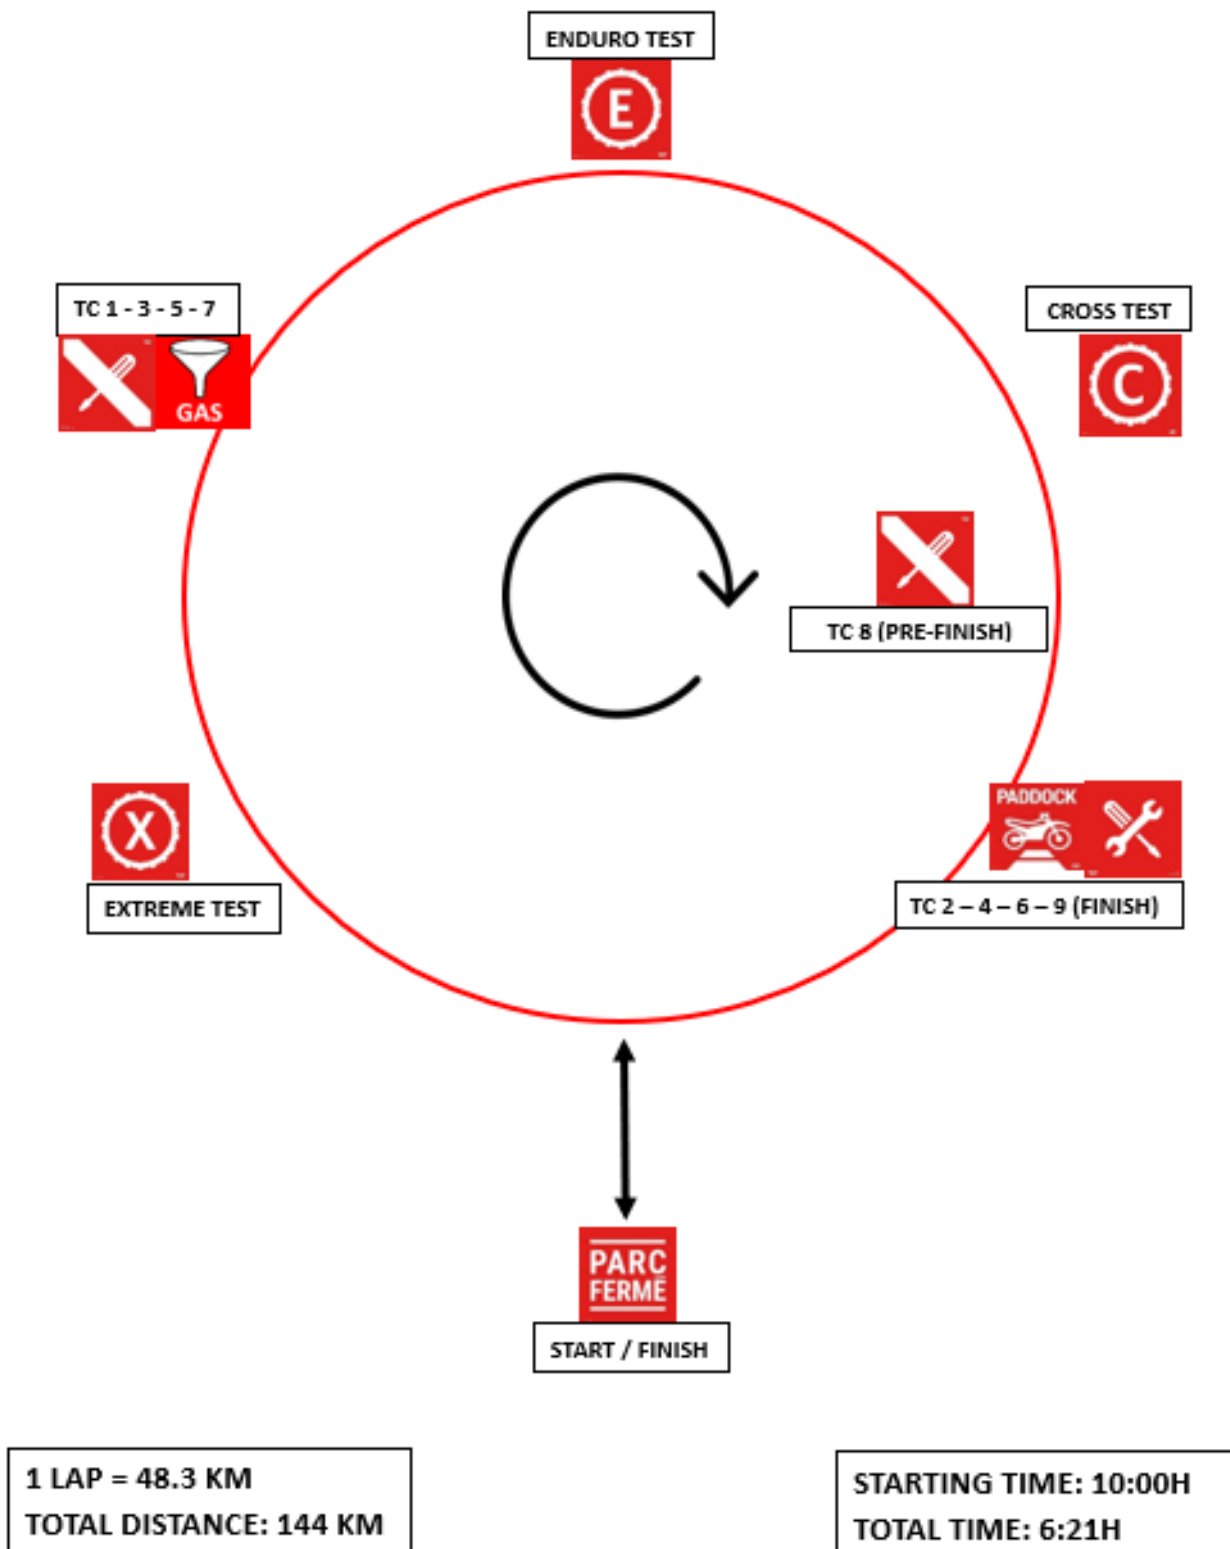 ENDURO TEST
E
TC 1 - 3 - 5 - 7
GAS
CROSS TEST
C
TC 8 (PRE-FINISH)
X
EXTREME TEST
PADDOCK
TC 2 – 4 – 6 – 9 (FINISH)
PARC
FERMÉ
START / FINISH
1 LAP = 48.3 KM
TOTAL DISTANCE: 144 KM
STARTING TIME: 10:00H
TOTAL TIME: 6:21H